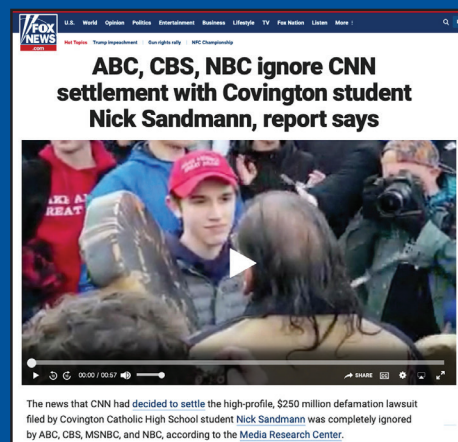 FOX
NEWS
.com
U.S. World Opinion Politics Entertainment Business Lifestyle TV Fox Nation Listen More
Hot Topics Trump impeachment Gun rights rally NFC Championship
ABC, CBS, NBC ignore CNN
settlement with Covington student
Nick Sandmann, report says
GREAT AGAIN
REAT
00:00 / 00:57
SHARE
CC
The news that CNN had decided to settle the high-profile, $250 million defamation lawsuit
filed by Covington Catholic High School student Nick Sandmann was completely ignored
by ABC, CBS, MSNBC, and NBC, according to the Media Research Center.